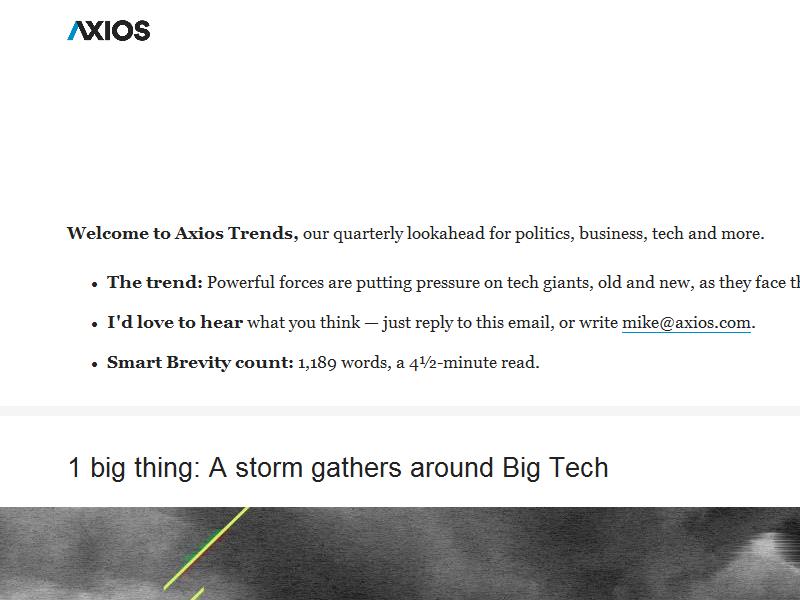 AXIOS
Welcome to Axios Trends, our quarterly lookahead for politics, business, tech and more.
• The trend: Powerful forces are putting pressure on tech giants, old and new, as they face
• I'd love to hear what you think — just reply to this email, or write mike@axios.com.
• Smart Brevity count: 1,189 words, a 4½-minute read.
1 big thing: A storm gathers around Big Tech